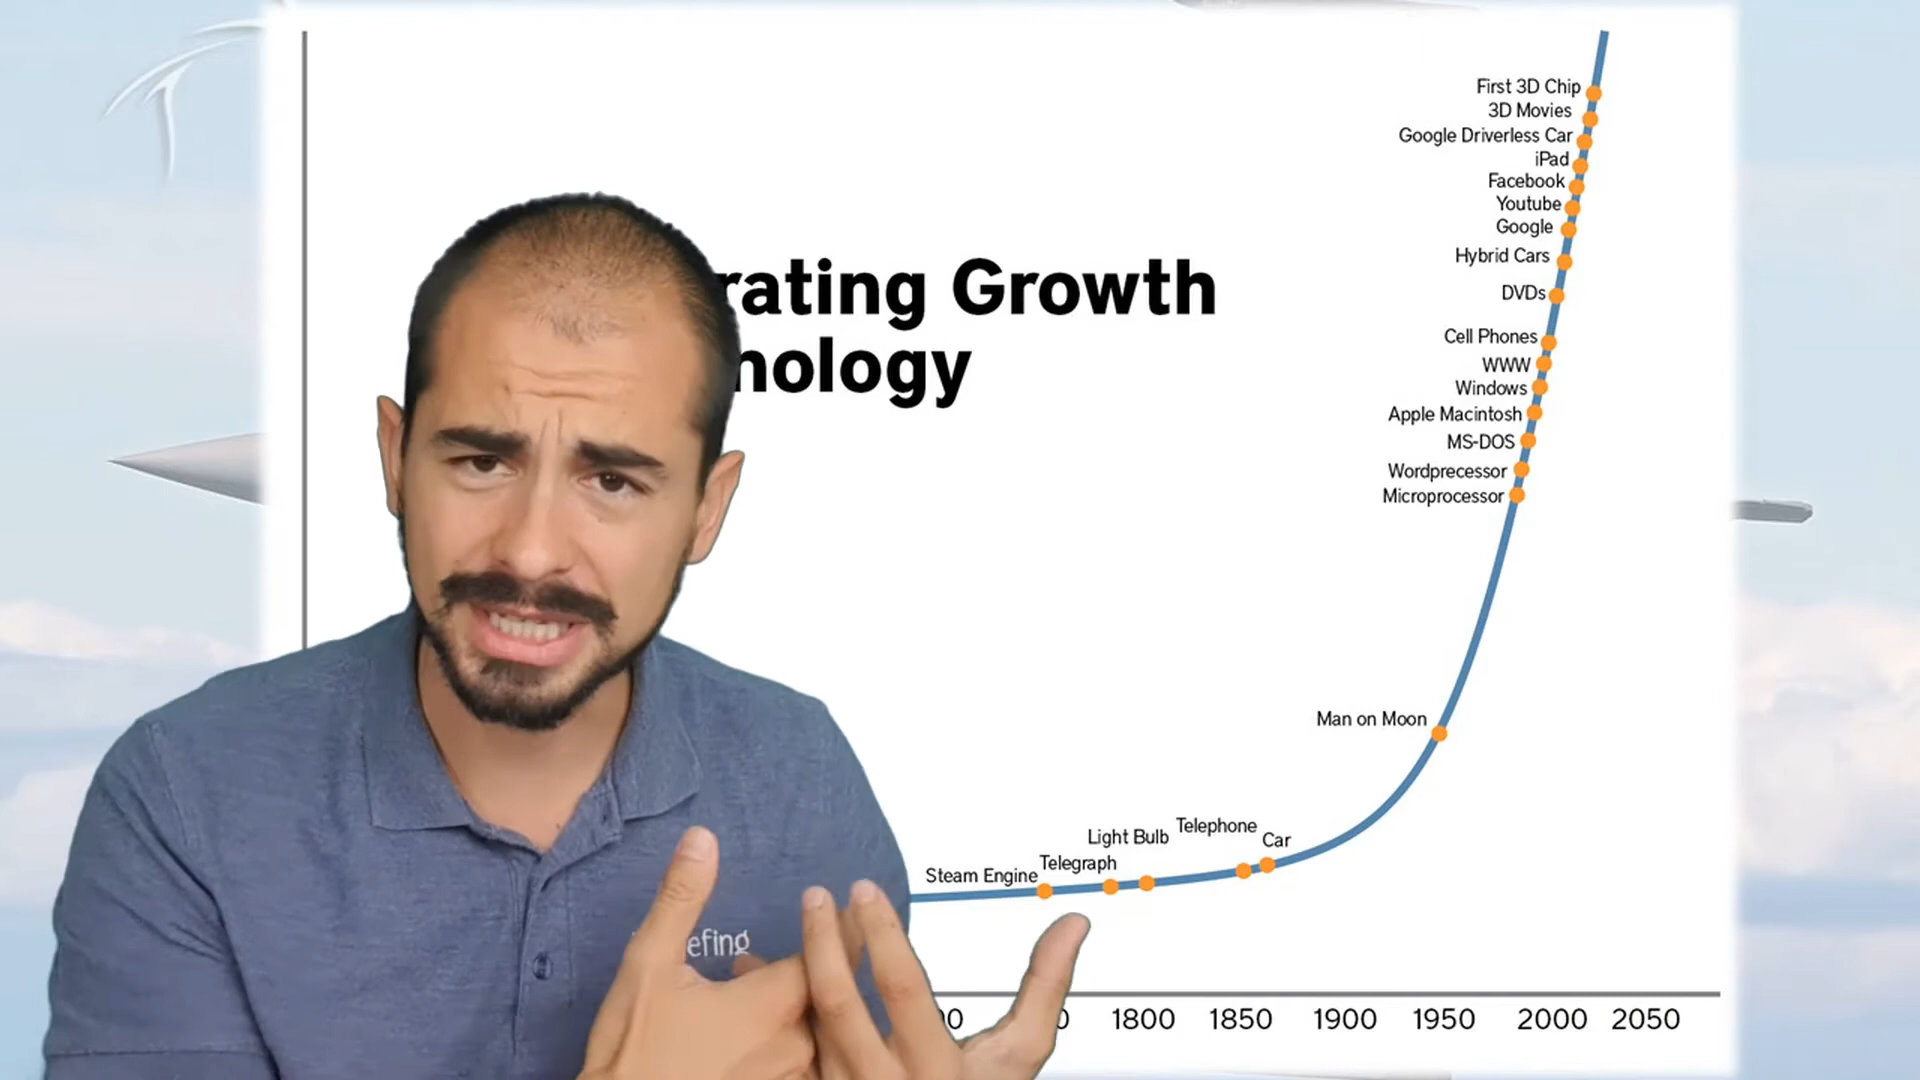 First 3D Chip
3D Movies
Google Driverless Car
iPad
Facebook
Youtube
Google
rating Growth
Hybrid Cars
DVDs
nology
Cell Phones
WWW
Windows
Apple Macintosh
MS-DOS
Wordprecessor
Microprocessor
Man on Moon
Telephone
Light Bulb
Car
Telegraph
Steam Engine
efing
1800 1850 1900 1950 2000 2050